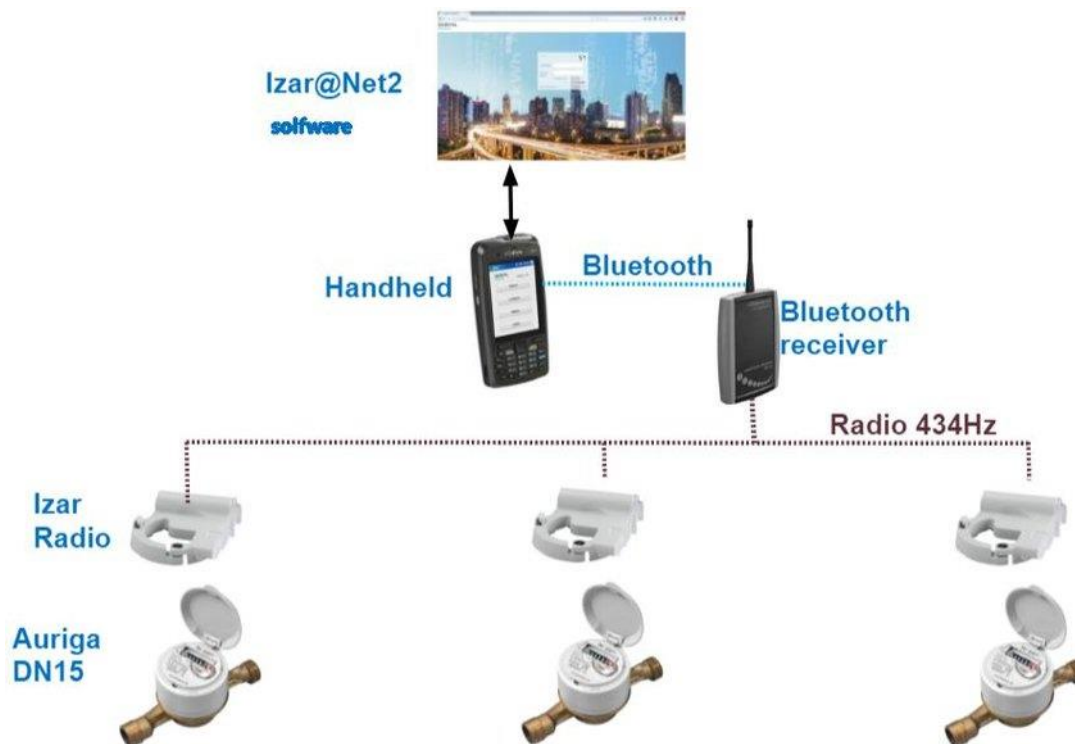 Izar@Net2
solfware
Handheld
Bluetooth
Bluetooth
receiver
Radio 434Hz
Izar
Radio
Auriga
DN15